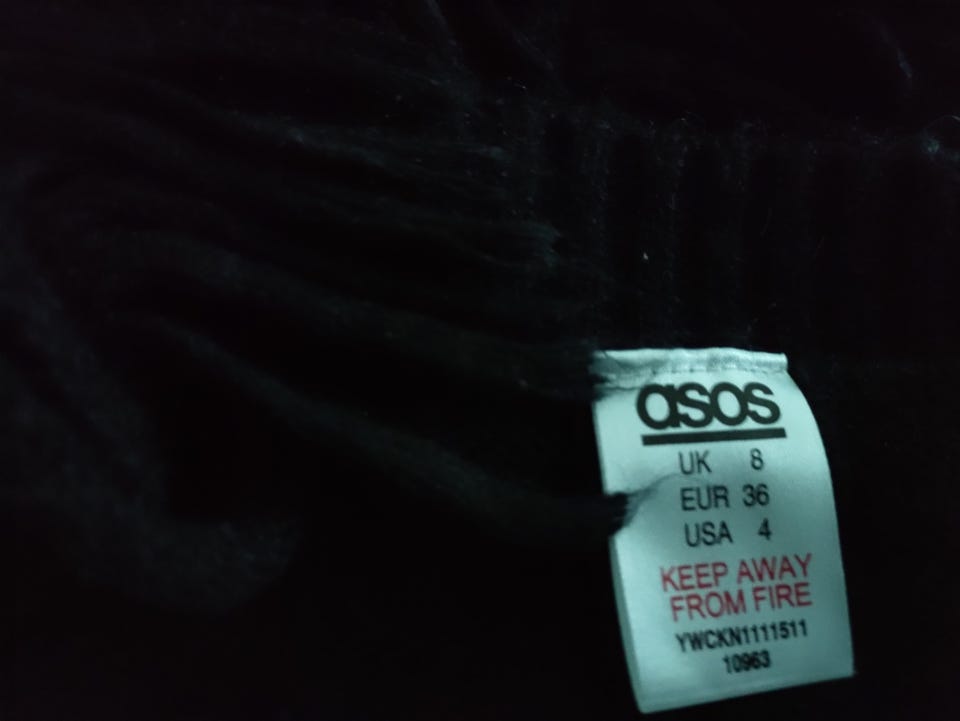 asos
UK 8
EUR 36
USA 4
KEEP AWAY
FROM FIRE
YWCKN1111511
10963